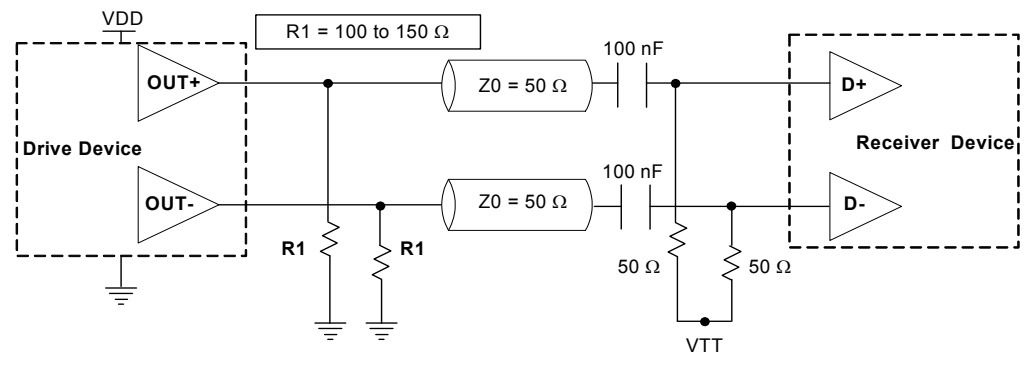 VDD
R1 = 100 to 150 Ω
100 nF
OUT+
Z0 = 50 Ω
D+
Drive Device
Receiver Device
100 nF
OUT-
Z0 = 50 Ω
D-
R1
R1
50 Ω
50 Ω
VTT